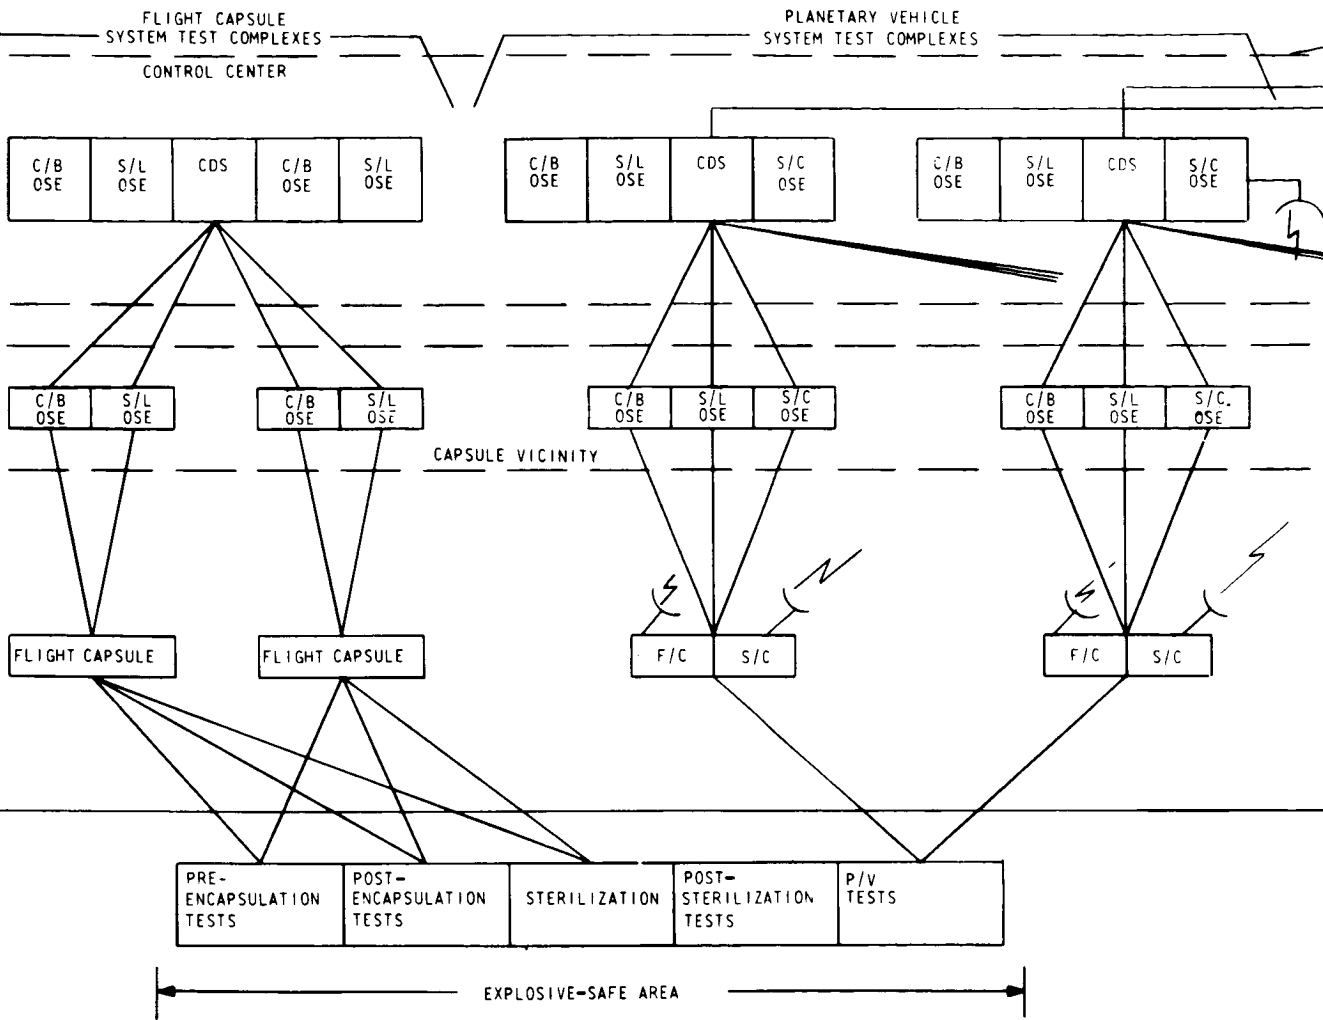 FLIGHT CAPSULE
SYSTEM TEST COMPLEXES
PLANETARY VEHICLE
SYSTEM TEST COMPLEXES
CONTROL CENTER
C/B
OSE
S/L
OSE
CDS
C/B
OSE
S/L
OSE
C/B
OSE
S/L
OSE
CDS
S/C
OSE
C/B
OSE
S/L
OSE
CDS
S/C
OSE
C/B
OSE
S/L
OSE
C/B
OSE
S/L
OSE
C/B
OSE
S/L
OSE
S/C
OSE
C/B
OSE
S/L
OSE
S/C
OSE
CAPSULE VICINITY
FLIGHT CAPSULE
FLIGHT CAPSULE
F/C
S/C
F/C
S/C
PRE-
ENCAPSULATION
TESTS
POST-
ENCAPSULATION
TESTS
STERILIZATION
POST-
STERILIZATION
TESTS
P/V
TESTS
EXPLOSIVE-SAFE AREA